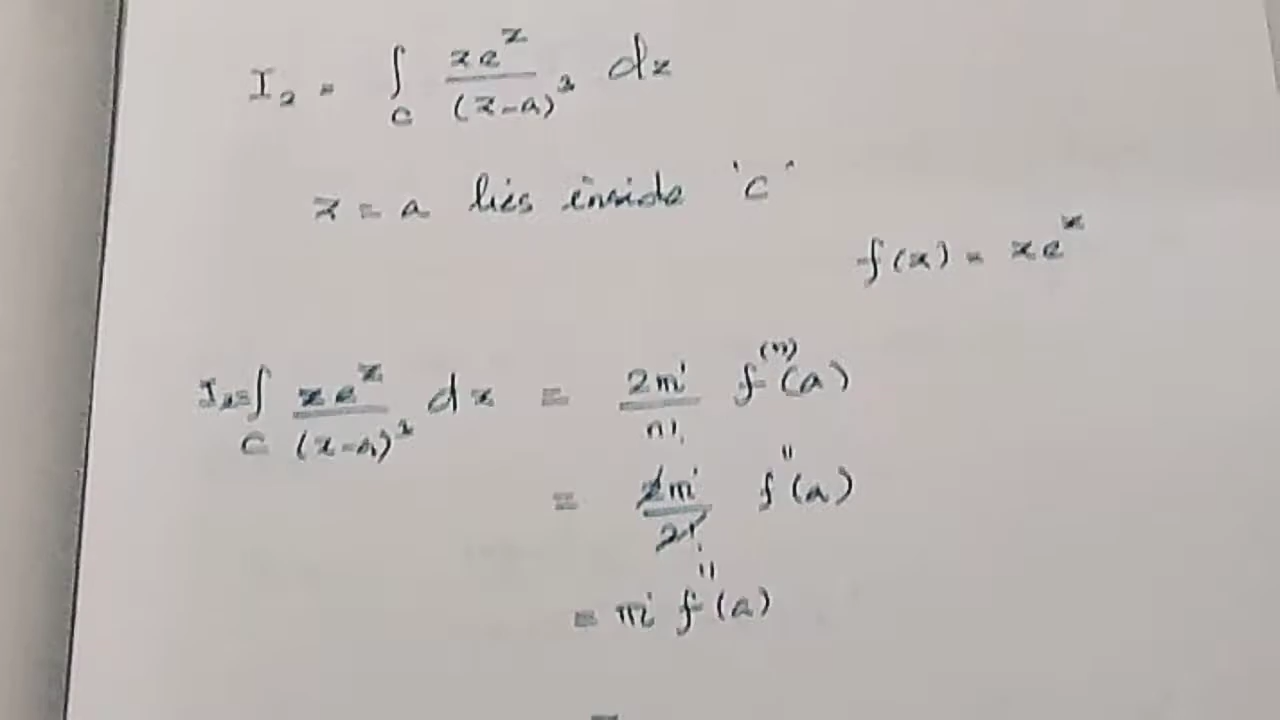 I₂ = ∫_C ze^z/(z-a)³ dz
z = a lies inside 'C'
f(z) = ze^z
I₂=∫_C ze^z/(z-a)³ dz = 2πi/n! f^(n)(a)
= 2πi/2! f''(a)
= πi f''(a)